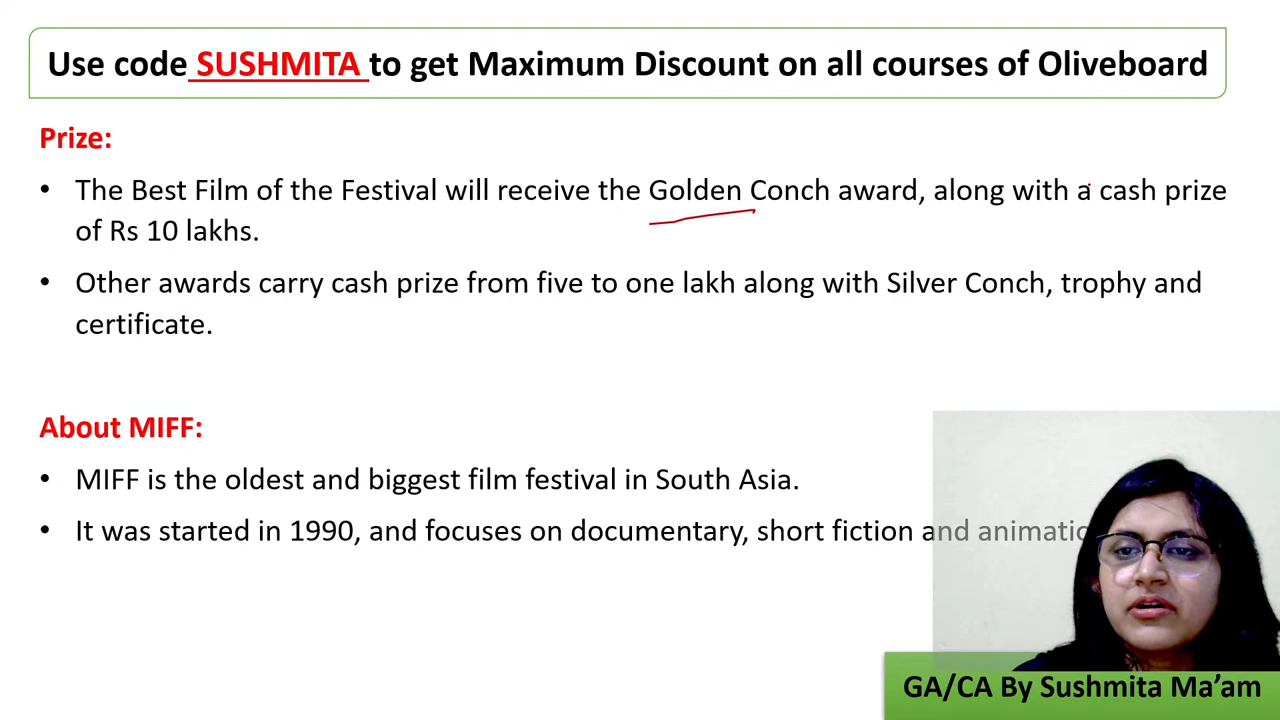 Use code SUSHMITA to get Maximum Discount on all courses of Oliveboard
Prize:
• The Best Film of the Festival will receive the Golden Conch award, along with a cash prize
of Rs 10 lakhs.
• Other awards carry cash prize from five to one lakh along with Silver Conch, trophy and
certificate.
About MIFF:
• MIFF is the oldest and biggest film festival in South Asia.
• It was started in 1990, and focuses on documentary, short fiction and animatio
GA/CA By Sushmita Ma’am